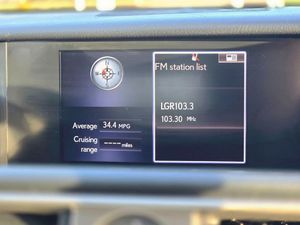 FM station list
LGR103.3
103.30 MHz
Average 34.4 MPG
Cruising range ---- miles